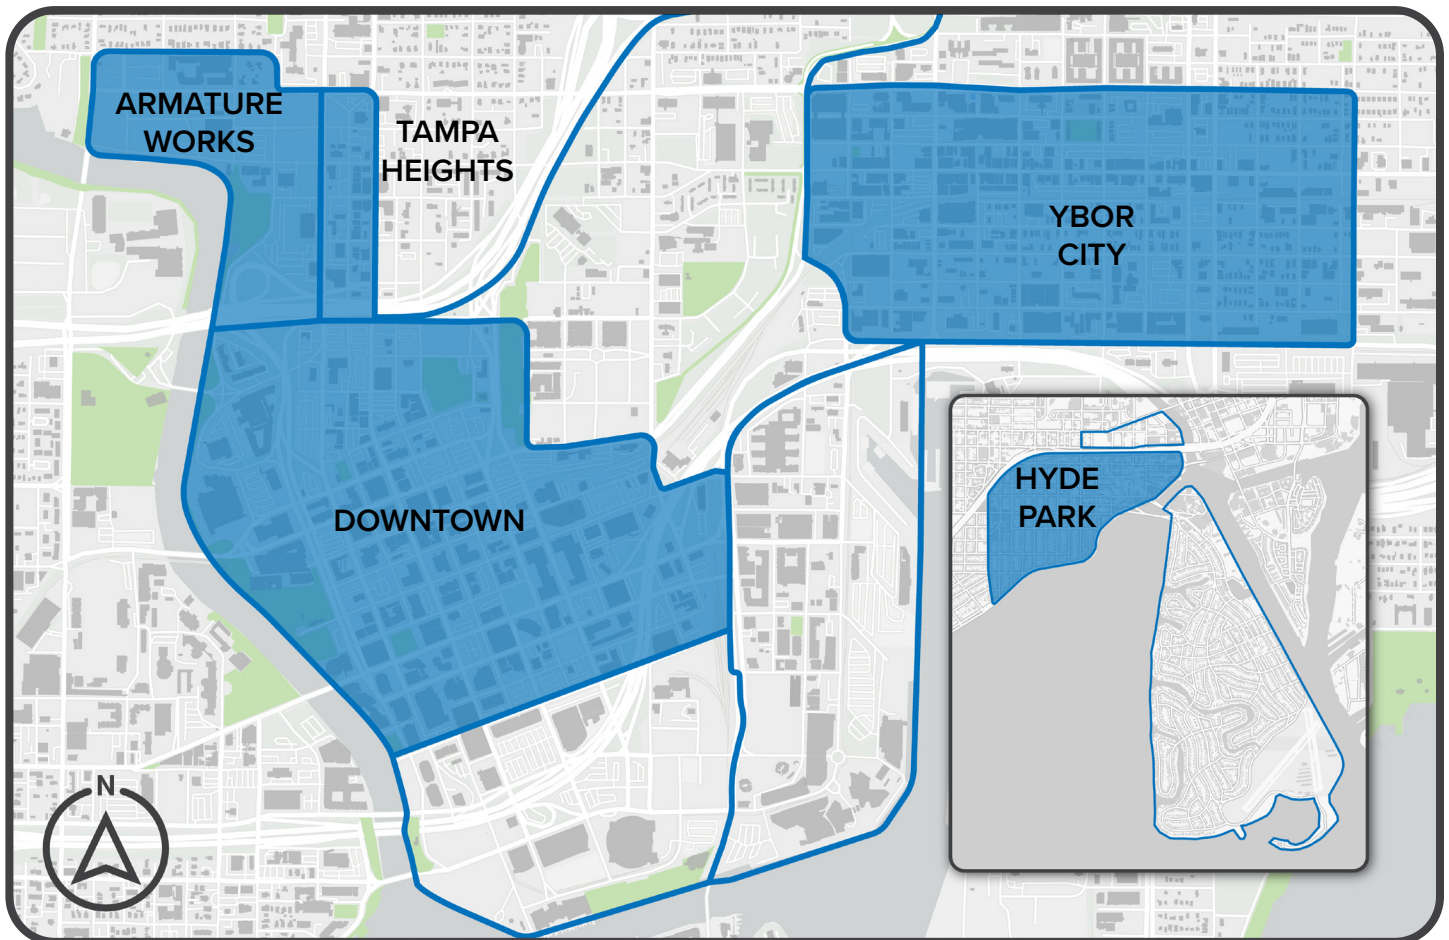 ARMATURE
WORKS
TAMPA
HEIGHTS
YBOR
CITY
DOWNTOWN
HYDE
PARK
N